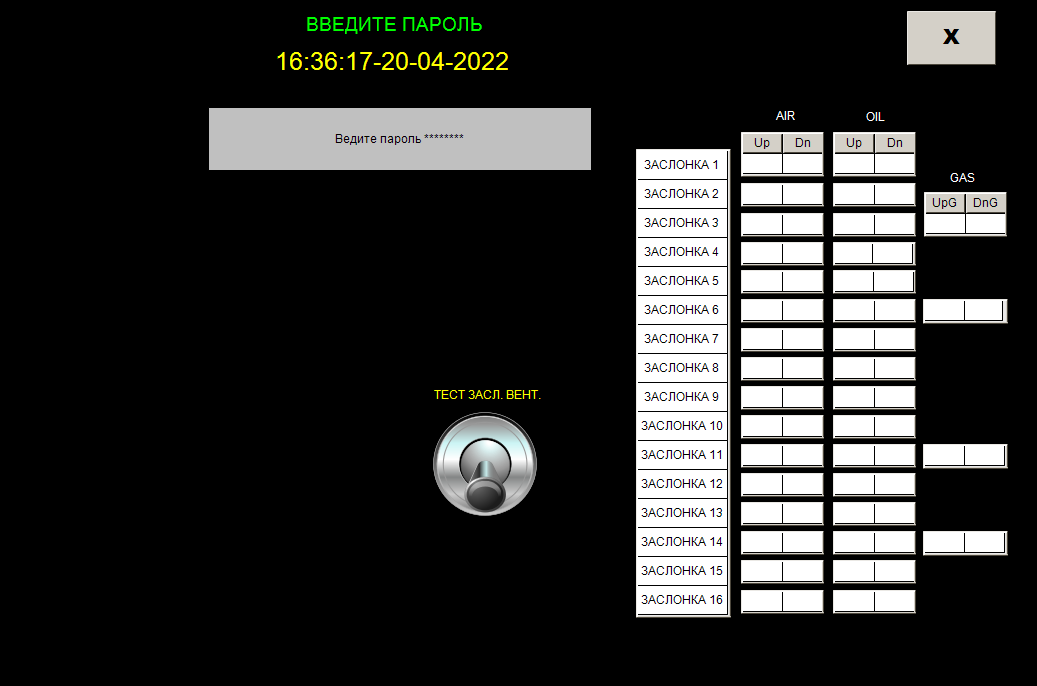 ВВЕДИТЕ ПАРОЛЬ
X
16:36:17-20-04-2022
Ведите пароль ********
AIR
OIL
Up Dn
Up Dn
ЗАСЛОНКА 1
GAS
ЗАСЛОНКА 2
UpG DnG
ЗАСЛОНКА 3
ЗАСЛОНКА 4
ЗАСЛОНКА 5
ЗАСЛОНКА 6
ЗАСЛОНКА 7
ЗАСЛОНКА 8
ТЕСТ ЗАСЛ. ВЕНТ.
ЗАСЛОНКА 9
ЗАСЛОНКА 10
ЗАСЛОНКА 11
ЗАСЛОНКА 12
ЗАСЛОНКА 13
ЗАСЛОНКА 14
ЗАСЛОНКА 15
ЗАСЛОНКА 16